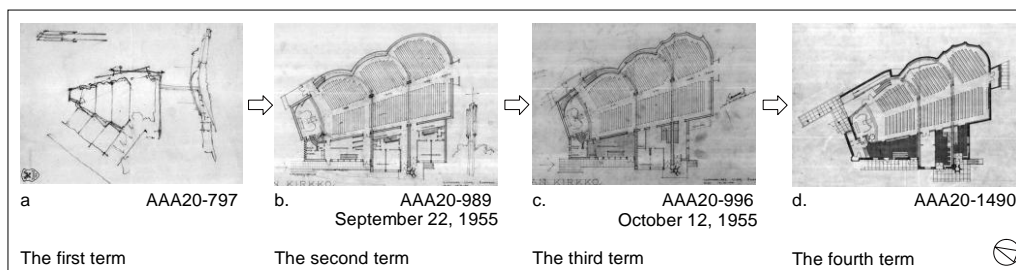 KIRKKO
KIRKKO
a AAA20-797
b. AAA20-989
September 22, 1955
c. AAA20-996
October 12, 1955
d. AAA20-1490
The first term
The second term
The third term
The fourth term